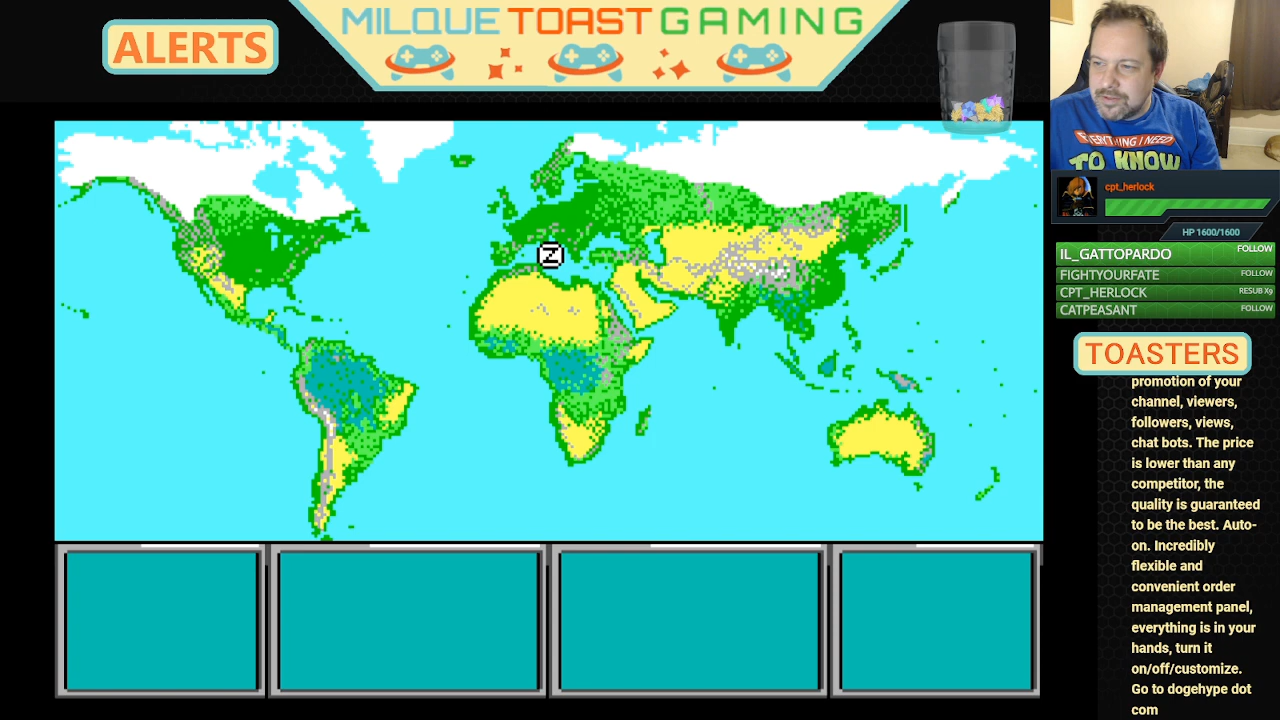 ALERTS
MILQUETOASTGAMING
EVERYTHING I NEED
TO KNOW
cpt_herlock
HP 1600/1600
IL_GATTOPARDO FOLLOW
FIGHTYOURFATE FOLLOW
CPT_HERLOCK RESUB X9
CATPEASANT FOLLOW
TOASTERS
promotion of your
channel, viewers,
followers, views,
chat bots. The price
is lower than any
competitor, the
quality is guaranteed
to be the best. Auto-
on. Incredibly
flexible and
convenient order
management panel,
everything is in your
hands, turn it
on/off/customize.
Go to dogehype dot
com
Z